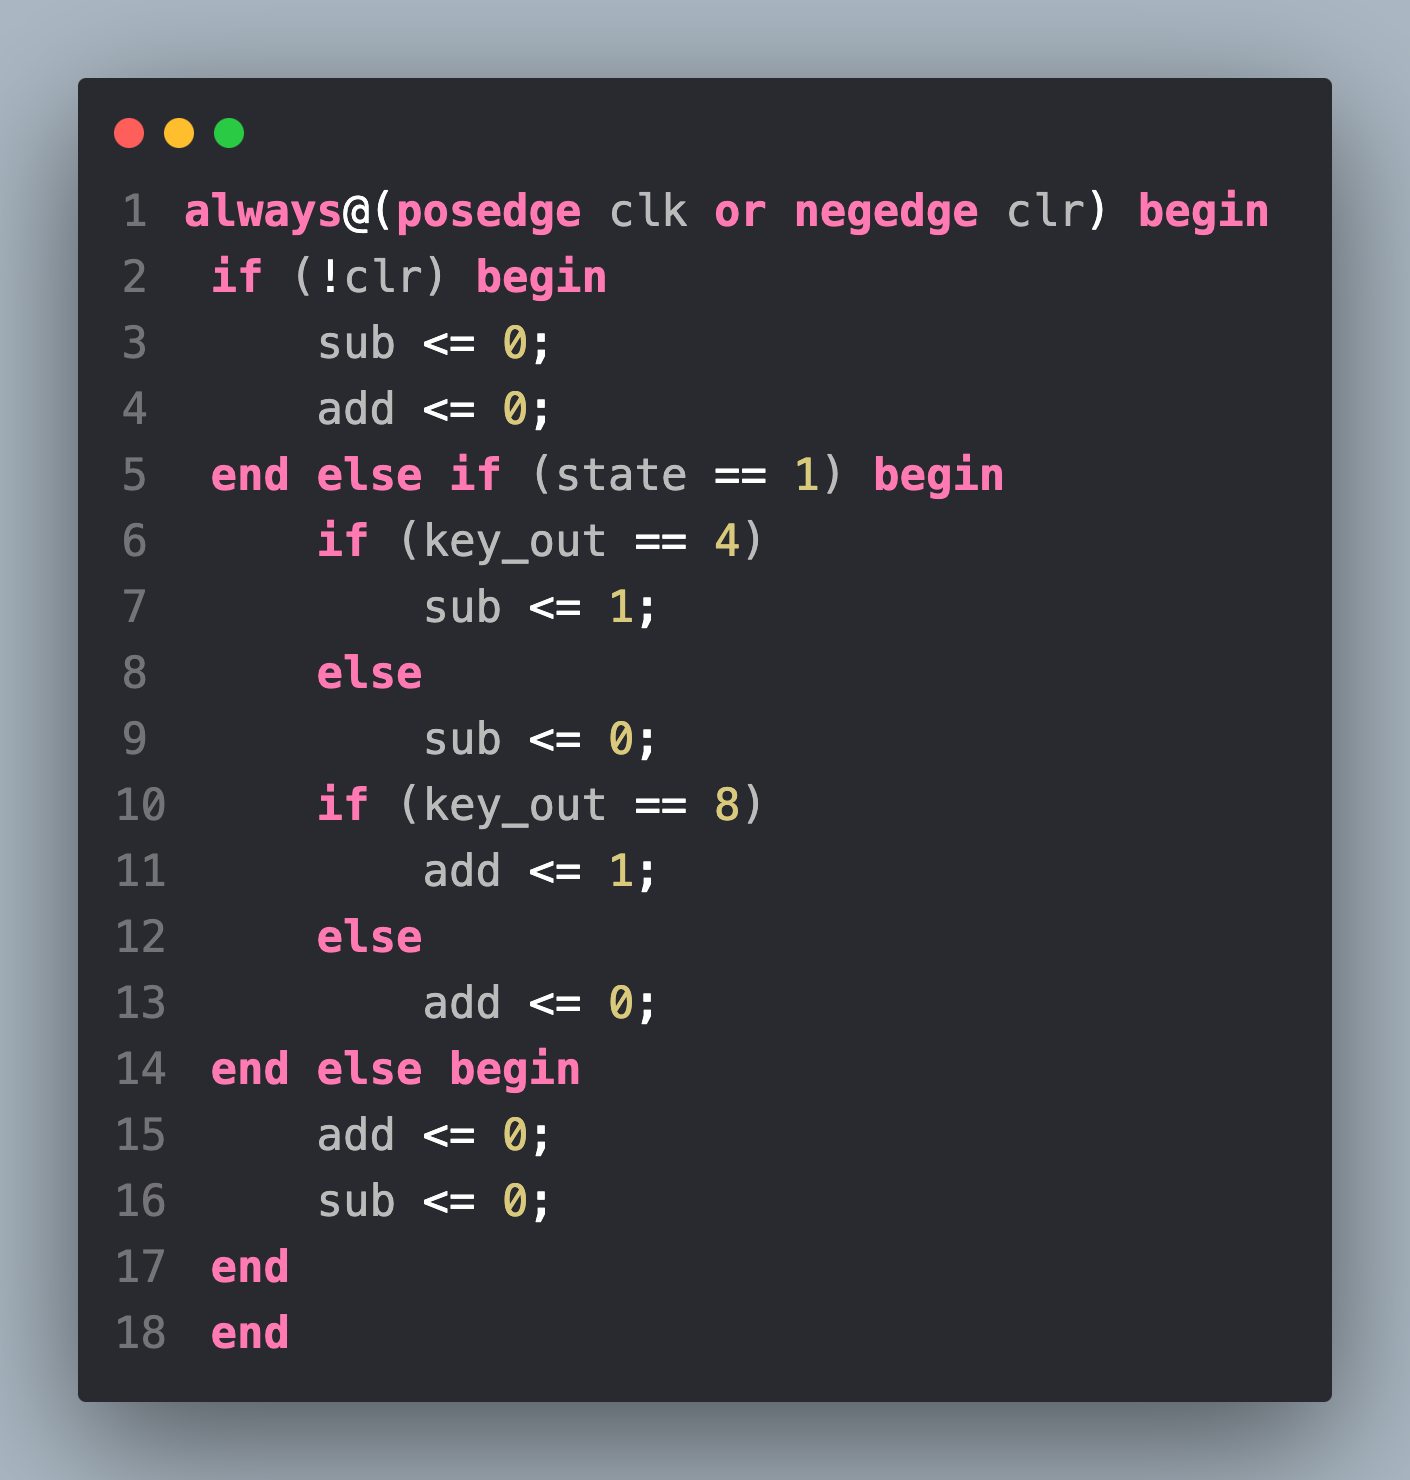 1 always@(posedge clk or negedge clr) begin
2  if (!clr) begin
3      sub <= 0;
4      add <= 0;
5  end else if (state == 1) begin
6      if (key_out == 4)
7          sub <= 1;
8      else
9          sub <= 0;
10      if (key_out == 8)
11          add <= 1;
12      else
13          add <= 0;
14  end else begin
15      add <= 0;
16      sub <= 0;
17  end
18  end